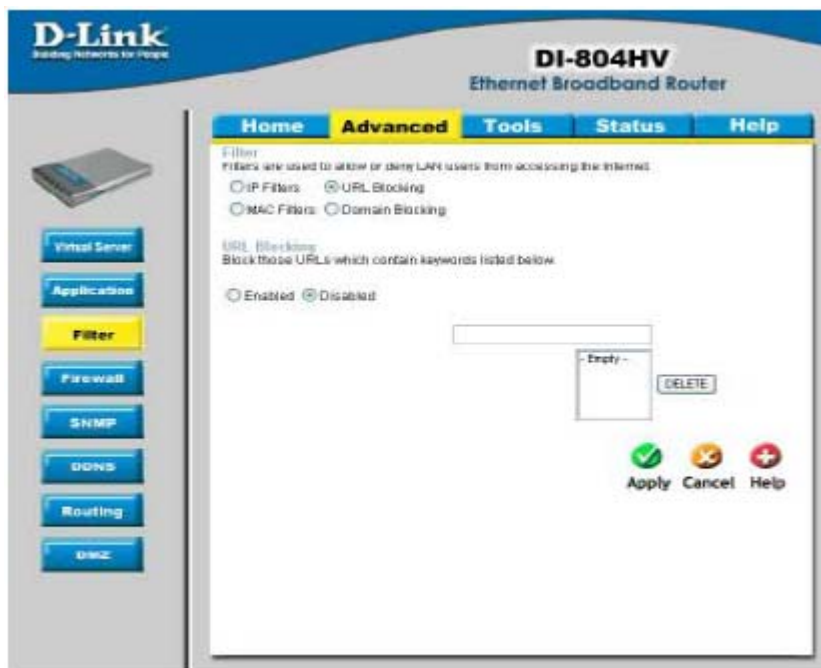 D-Link
Building Networks for People
DI-804HV
Ethernet Broadband Router
Home Advanced Tools Status Help
Filter
Filters are used to allow or deny LAN users from accessing the Internet.
IP Filters URL Blocking
MAC Filters Domain Blocking
URL Blocking
Block those URLs which contain keywords listed below.
Enabled Disabled
- Empty -
DELETE
Apply Cancel Help
Virtual Server
Application
Filter
Firewall
SNMP
DDNS
Routing
DMZ